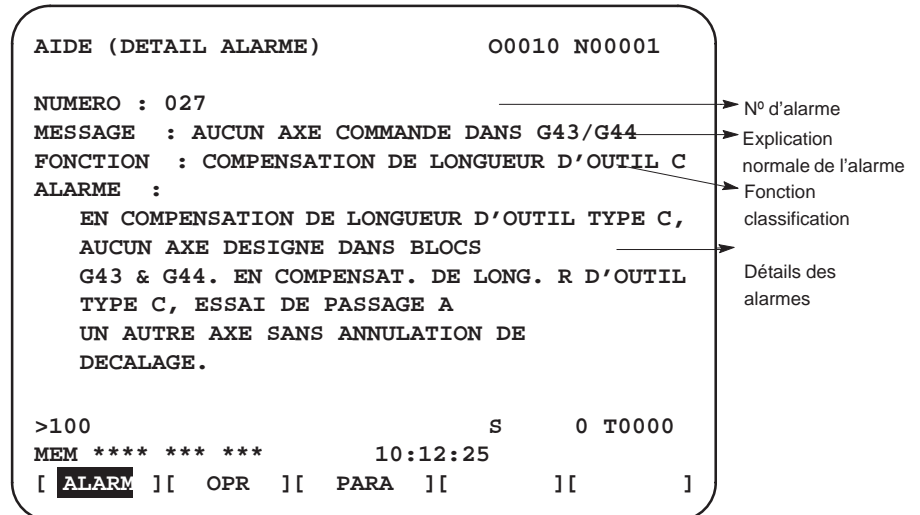 AIDE (DETAIL ALARME) O0010 N00001
NUMERO : 027
MESSAGE : AUCUN AXE COMMANDE DANS G43/G44
FONCTION : COMPENSATION DE LONGUEUR D’OUTIL C
ALARME :
EN COMPENSATION DE LONGUEUR D’OUTIL TYPE C,
AUCUN AXE DESIGNE DANS BLOCS
G43 & G44. EN COMPENSAT. DE LONG. R D’OUTIL
TYPE C, ESSAI DE PASSAGE A
UN AUTRE AXE SANS ANNULATION DE
DECALAGE.
>100 S 0 T0000
MEM **** *** *** 10:12:25
[ ALARM ][ OPR ][ PARA ][ ][ ]
Nº d’alarme
Explication
normale de l’alarme
Fonction
classification
Détails des
alarmes